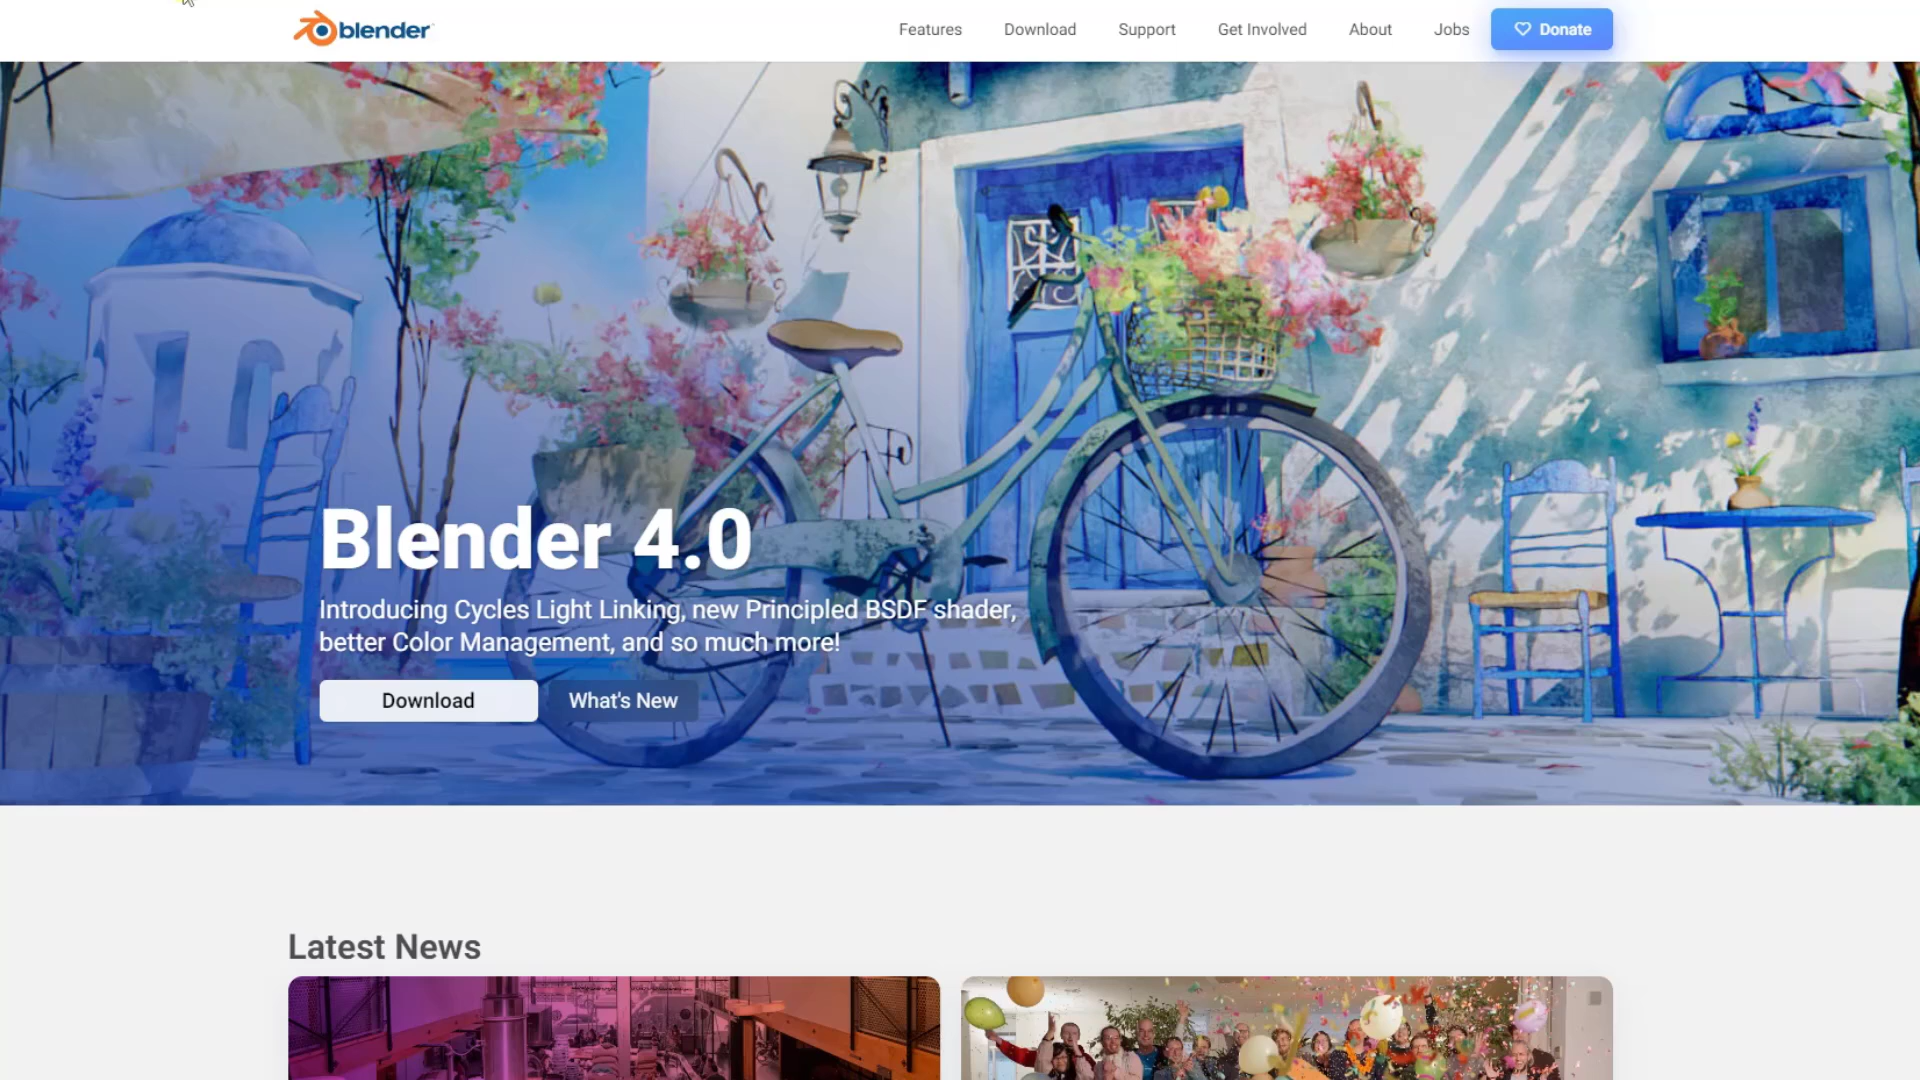 blender
Features
Download
Support
Get Involved
About
Jobs
Donate
Blender 4.0
Introducing Cycles Light Linking, new Principled BSDF shader,
better Color Management, and so much more!
Download
What's New
Latest News